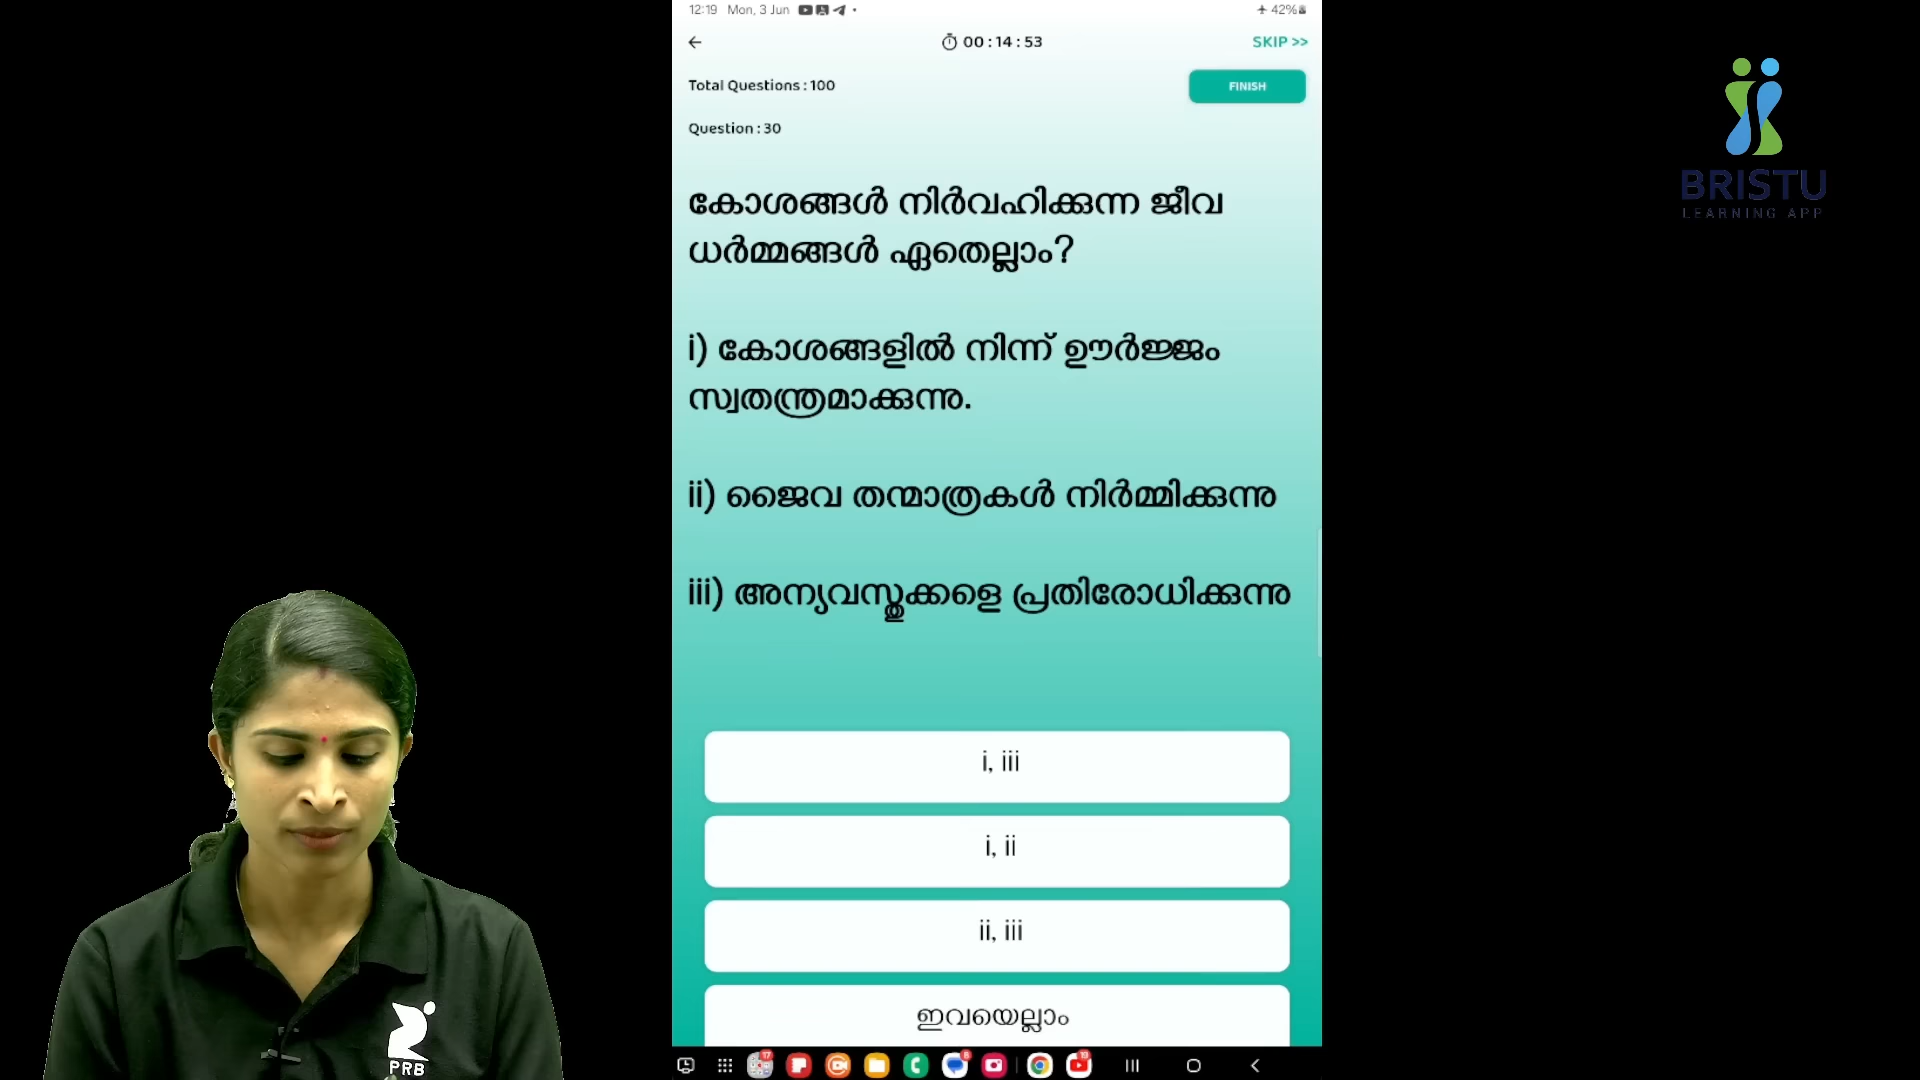 12:19 Mon, 3 Jun
42%
00 : 14 : 53
SKIP >>
Total Questions : 100
FINISH
Question : 30
കോശങ്ങൾ നിർവഹിക്കുന്ന ജീവ
ധർമ്മങ്ങൾ ഏതെല്ലാം?
i) കോശങ്ങളിൽ നിന്ന് ഊർജ്ജം
സ്വതന്ത്രമാക്കുന്നു.
ii) ജൈവ തന്മാത്രകൾ നിർമ്മിക്കുന്നു
iii) അന്യവസ്തുക്കളെ പ്രതിരോധിക്കുന്നു
i, iii
i, ii
ii, iii
ഇവയെല്ലാം
BRISTU
LEARNING APP
PRB